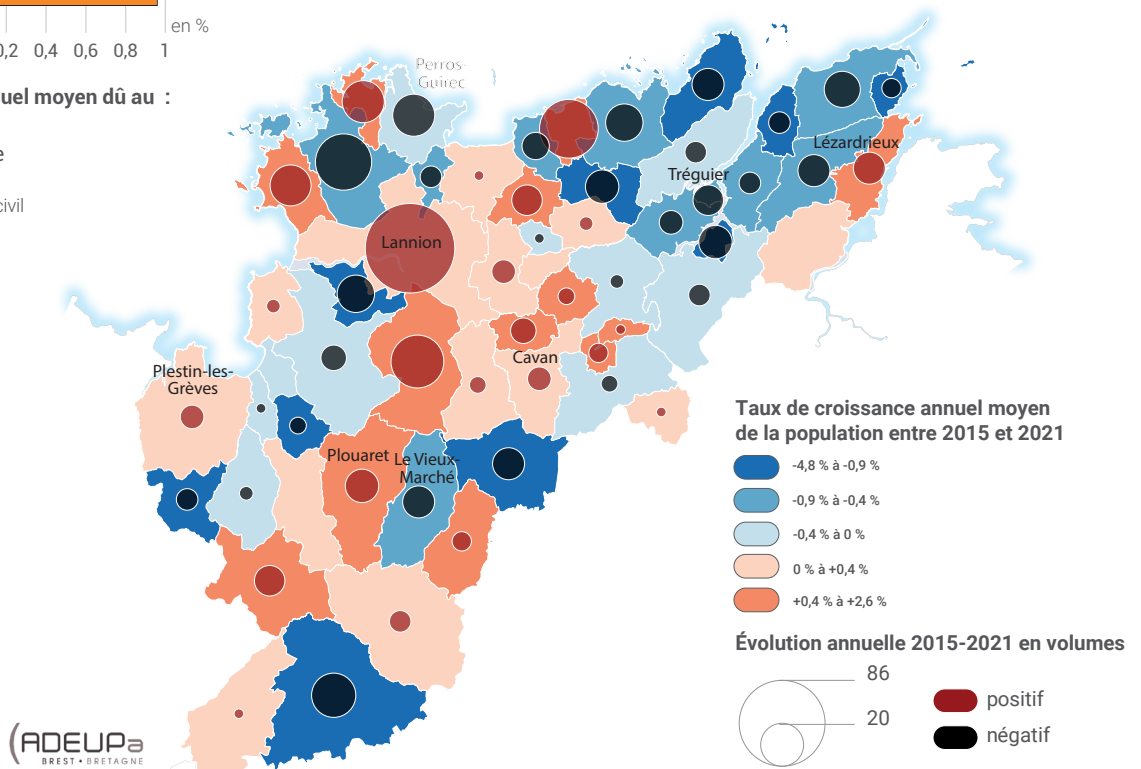 en %
0,2 0,4 0,6 0,8 1
uel moyen dû au :
e
civil
Perros-
Guirec
Lézardrieux
Tréguier
Lannion
Cavan
Plestin-les-
Grèves
Plouaret
Le Vieux-
Marché
Taux de croissance annuel moyen
de la population entre 2015 et 2021
-4,8 % à -0,9 %
-0,9 % à -0,4 %
-0,4 % à 0 %
0 % à +0,4 %
+0,4 % à +2,6 %
Évolution annuelle 2015-2021 en volumes
86
20
positif
négatif
ADEUPa
BREST • BRETAGNE